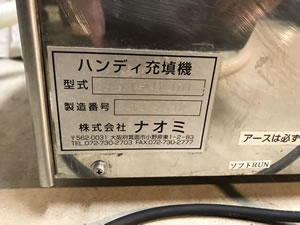 ハンディ充填機
型式
製造番号
株式会社 ナオミ
〒562-0031 大阪府箕面市小野原東1-2-83
TEL.072-730-2703 FAX.072-730-2777
アースは必ず
ソフトRUN